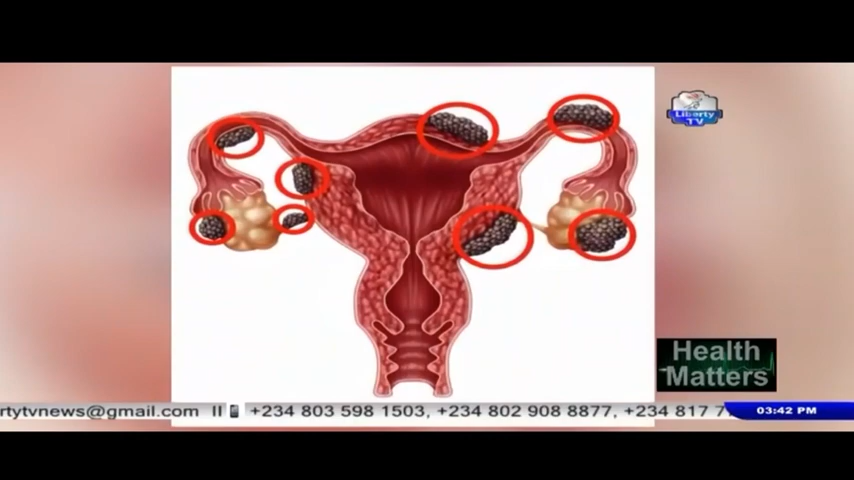 Liberty
TV
Health
Matters
rtytvnews@gmail.com II +234 803 598 1503, +234 802 908 8877, +234 817 7
03:42 PM